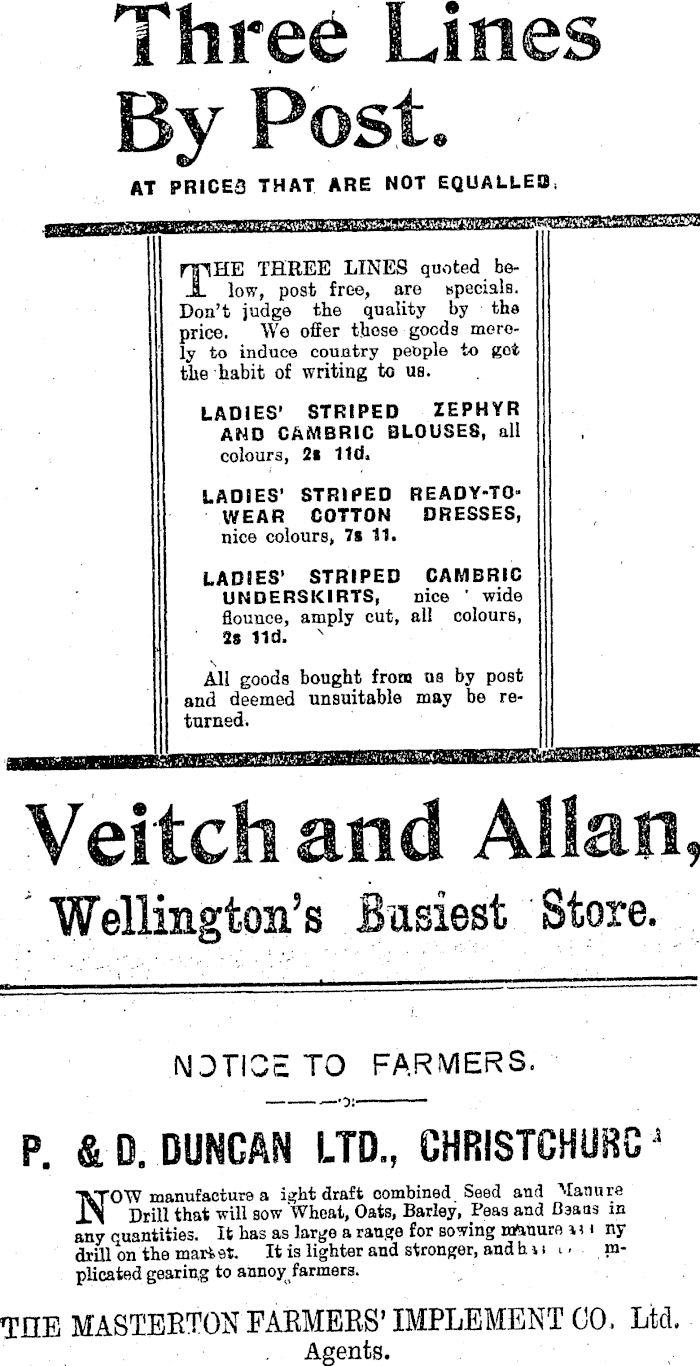 Three Lines
By Post.
AT PRICES THAT ARE NOT EQUALLED.
THE THREE LINES quoted be-
low, post free, are specials.
Don't judge the quality by the
price. We offer these goods mere-
ly to induce country people to get
the habit of writing to us.
LADIES' STRIPED ZEPHYR
AND CAMBRIC BLOUSES, all
colours, 2s 11d.
LADIES' STRIPED READY-TO-
WEAR COTTON DRESSES,
nice colours, 7s 11.
LADIES' STRIPED CAMBRIC
UNDERSKIRTS, nice wide
flounce, amply cut, all colours,
2s 11d.
All goods bought from us by post
and deemed unsuitable may be re-
turned.
Veitch and Allan,
Wellington's Busiest Store.
NOTICE TO FARMERS.
P. & D. DUNCAN LTD., CHRISTCHURC
NOW manufacture a ight draft combined Seed and Manure
Drill that will sow Wheat, Oats, Barley, Peas and Beans in
any quantities. It has as large a range for sowing manure ny
drill on the market. It is lighter and stronger, and m-
plicated gearing to annoy farmers.
THE MASTERTON FARMERS' IMPLEMENT CO. Ltd.
Agents.